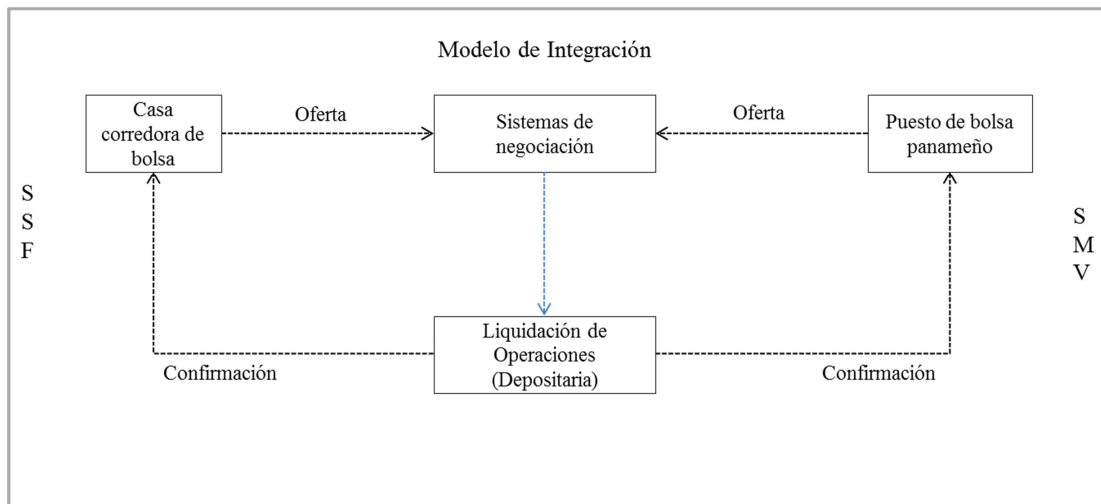 Modelo de Integración
Casa
corredora de
bolsa
Oferta
Sistemas de
negociación
Oferta
Puesto de bolsa
panameño
S
S
F
S
M
V
Liquidación de
Operaciones
(Depositaria)
Confirmación
Confirmación